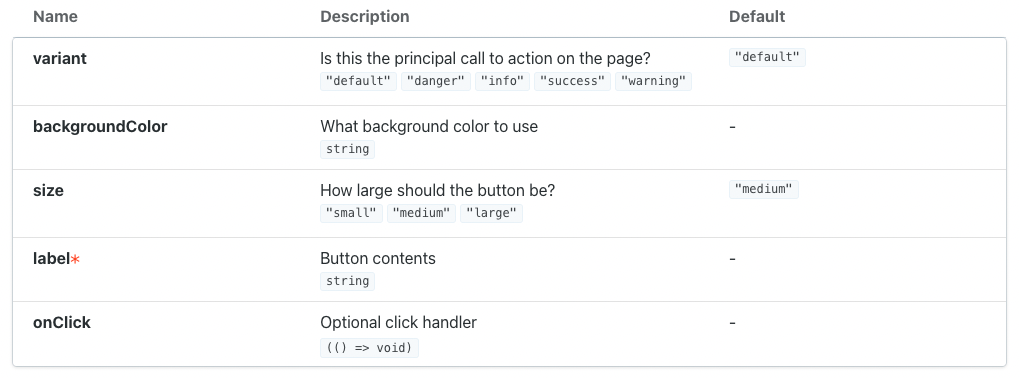 Name Description Default
variant Is this the principal call to action on the page? "default"
"default" "danger" "info" "success" "warning"
backgroundColor What background color to use -
string
size How large should the button be? "medium"
"small" "medium" "large"
label* Button contents -
string
onClick Optional click handler -
(() => void)